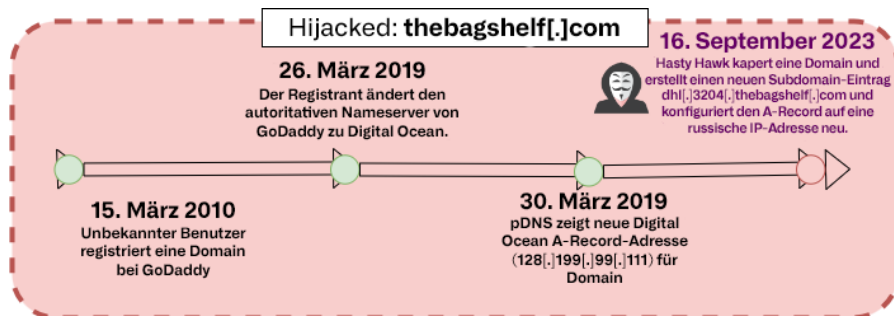 Hijacked: thebagshelf[.]com
15. März 2010
Unbekannter Benutzer
registriert eine Domain
bei GoDaddy
26. März 2019
Der Registrant ändert den
autoritativen Nameserver von
GoDaddy zu Digital Ocean.
30. März 2019
pDNS zeigt neue Digital
Ocean A-Record-Adresse
(128[.]199[.]99[.]111) für
Domain
16. September 2023
Hasty Hawk kapert eine Domain und
erstellt einen neuen Subdomain-Eintrag
dhl[.]3204[.]thebagshelf[.]com und
konfiguriert den A-Record auf eine
russische IP-Adresse neu.